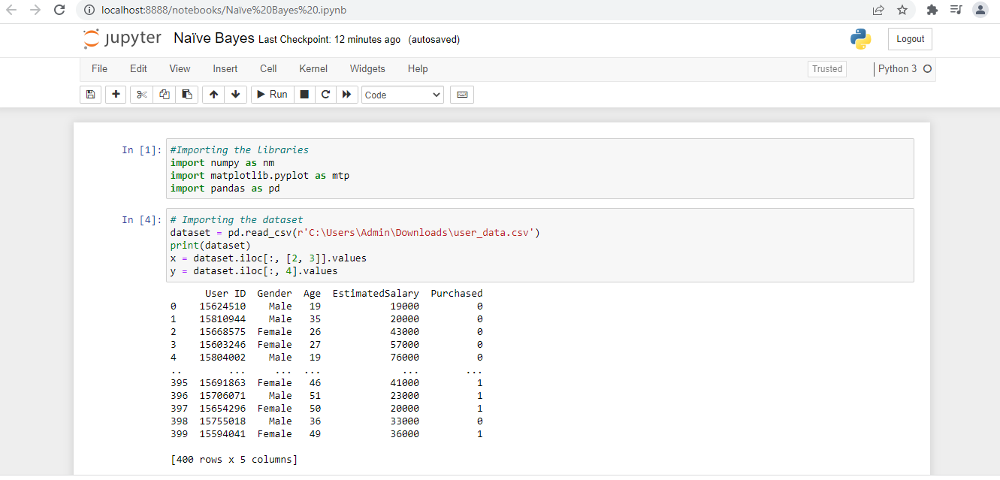 localhost:8888/notebooks/Naïve%20Bayes%20.ipynb
jupyter Naïve Bayes Last Checkpoint: 12 minutes ago (autosaved) Logout
File Edit View Insert Cell Kernel Widgets Help Trusted Python 3
Run Code
In [1]: #Importing the libraries
import numpy as nm
import matplotlib.pyplot as mtp
import pandas as pd
In [4]: # Importing the dataset
dataset = pd.read_csv(r'C:\Users\Admin\Downloads\user_data.csv')
print(dataset)
x = dataset.iloc[:, [2, 3]].values
y = dataset.iloc[:, 4].values
User ID Gender Age EstimatedSalary Purchased
0 15624510 Male 19 19000 0
1 15810944 Male 35 20000 0
2 15668575 Female 26 43000 0
3 15603246 Female 27 57000 0
4 15804002 Male 19 76000 0
.. ... ... ... ... ...
395 15691863 Female 46 41000 1
396 15706071 Male 51 23000 1
397 15654296 Female 50 20000 1
398 15755018 Male 36 33000 0
399 15594041 Female 49 36000 1
[400 rows x 5 columns]